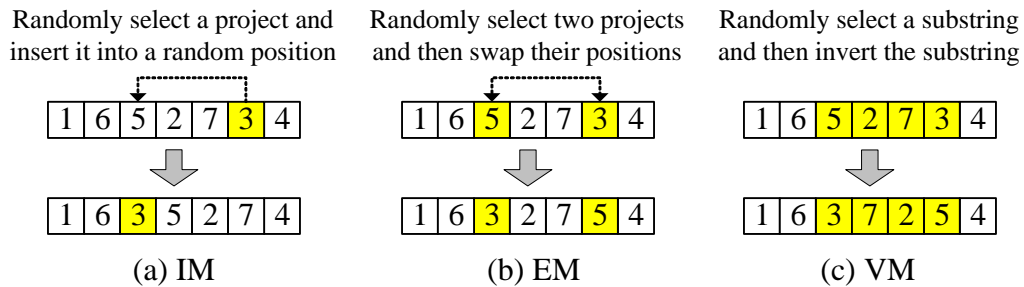 Randomly select a project and
insert it into a random position
1 6 5 2 7 3 4
1 6 3 5 2 7 4
(a) IM
Randomly select two projects
and then swap their positions
1 6 5 2 7 3 4
1 6 3 2 7 5 4
(b) EM
Randomly select a substring
and then invert the substring
1 6 5 2 7 3 4
1 6 3 7 2 5 4
(c) VM